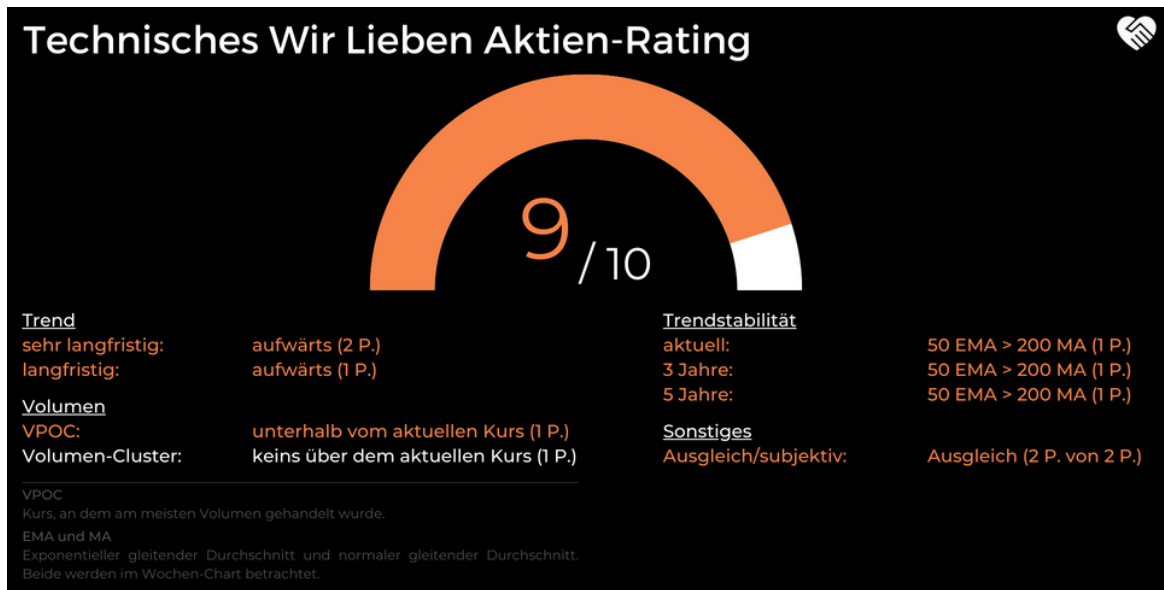 Technisches Wir Lieben Aktien-Rating
9 / 10
Trend
sehr langfristig: aufwärts (2 P.)
langfristig: aufwärts (1 P.)
Volumen
VPOC: unterhalb vom aktuellen Kurs (1 P.)
Volumen-Cluster: keins über dem aktuellen Kurs (1 P.)
VPOC
Kurs, an dem am meisten Volumen gehandelt wurde.
EMA und MA
Exponentieller gleitender Durchschnitt und normaler gleitender Durchschnitt.
Beide werden im Wochen-Chart betrachtet.
Trendstabilität
aktuell: 50 EMA > 200 MA (1 P.)
3 Jahre: 50 EMA > 200 MA (1 P.)
5 Jahre: 50 EMA > 200 MA (1 P.)
Sonstiges
Ausgleich/subjektiv: Ausgleich (2 P. von 2 P.)